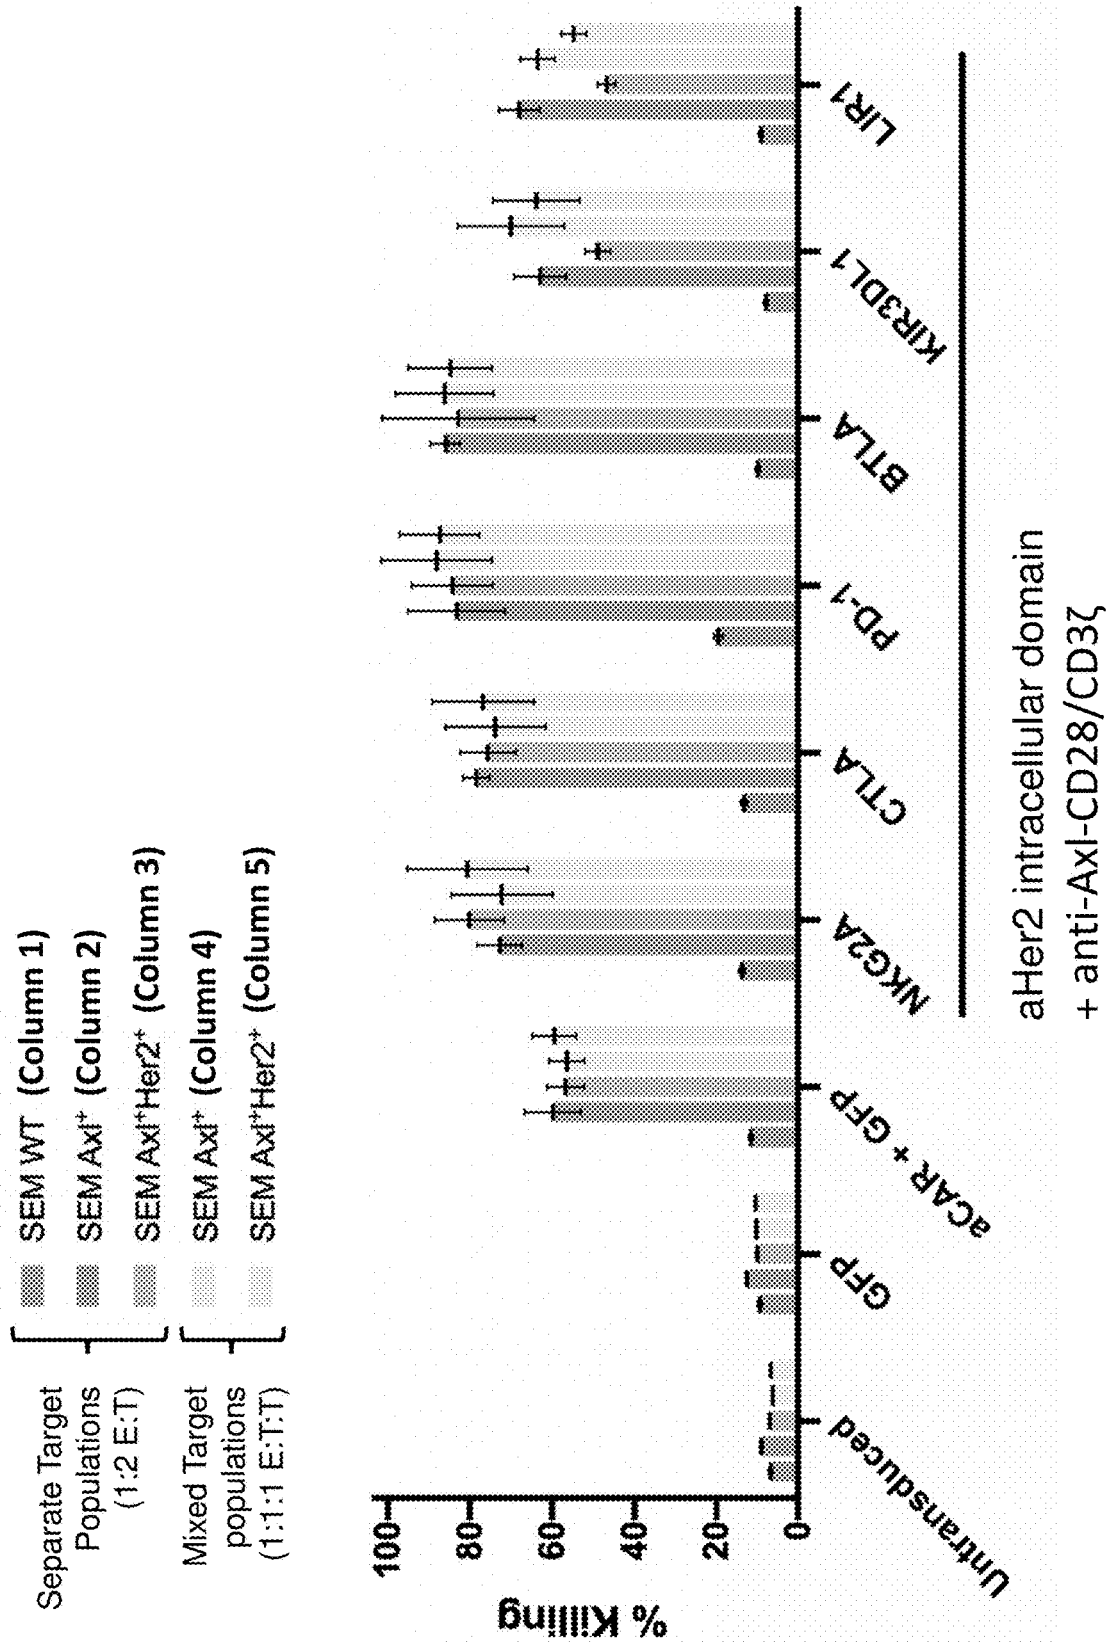 Separate Target
Populations
(1:2 E:T)
SEM WT (Column 1)
SEM Axl⁺ (Column 2)
SEM Axl⁺Her2⁺ (Column 3)
Mixed Target
populations
(1:1:1 E:T:T)
SEM Axl⁺ (Column 4)
SEM Axl⁺Her2⁺ (Column 5)
% Killing
100
80
60
40
20
0
Untransduced
GFP
aCAR + GFP
NKG2A
CTLA
PD-1
BTLA
KIR3DL1
LIR1
aHer2 intracellular domain
+ anti-Axl-CD28/CD3ζ